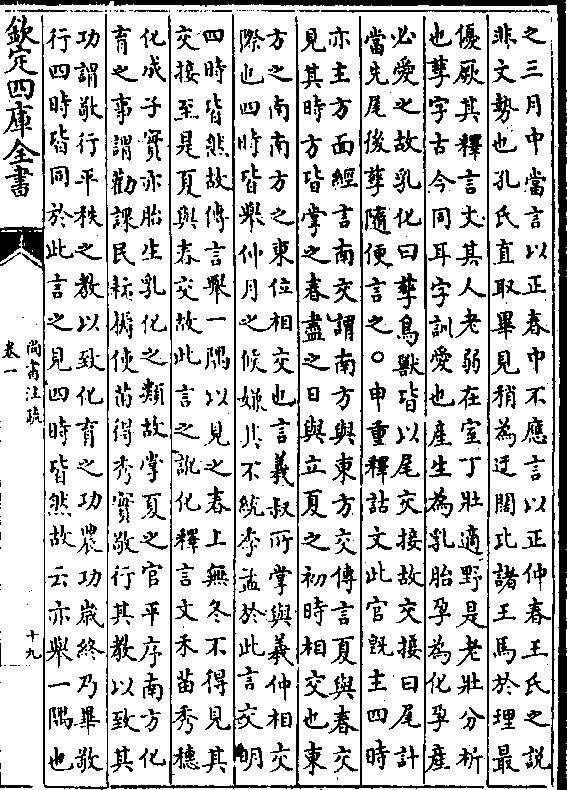 之三月中當言以正春中不應言以正仲春王氏之說
非文勢也孔氏直取畢見稍為迂闊比諸王馬於理最
優厥其釋言文其人老弱在室丁壯適野是老壯分析
也孳字古今同耳字訓愛也產生為乳胎孕為化孕產
必愛之故乳化曰孳鳥獸皆以尾交接故交接曰尾計
當先尾後孳隨便言之○申重釋詁文此官既主四時
亦主方面經言南交謂南方與東方交傳言夏與春交
見其時方皆掌之春盡之日與立夏之初時相交也東
方之南南方之東位相交也言義叔所掌與義仲相交
際也四時皆舉仲月之候嫌其不統季孟於此言交明
四時皆然故傳言舉一隅以見之春上無冬不得見其
交接至是夏與春交故此言之訛化釋言文禾苗秀穗
化成子實亦胎生乳化之類故掌夏之官平序南方化
育之事謂勸課民耘耨使苗得秀實敬行其教以致其
功謂敬行平秩之教以致化育之功農功歲終乃畢敬
行四時皆同於此言之見四時皆然故云亦舉一隅也
欽定四庫全書
尚書注疏
卷一
十九